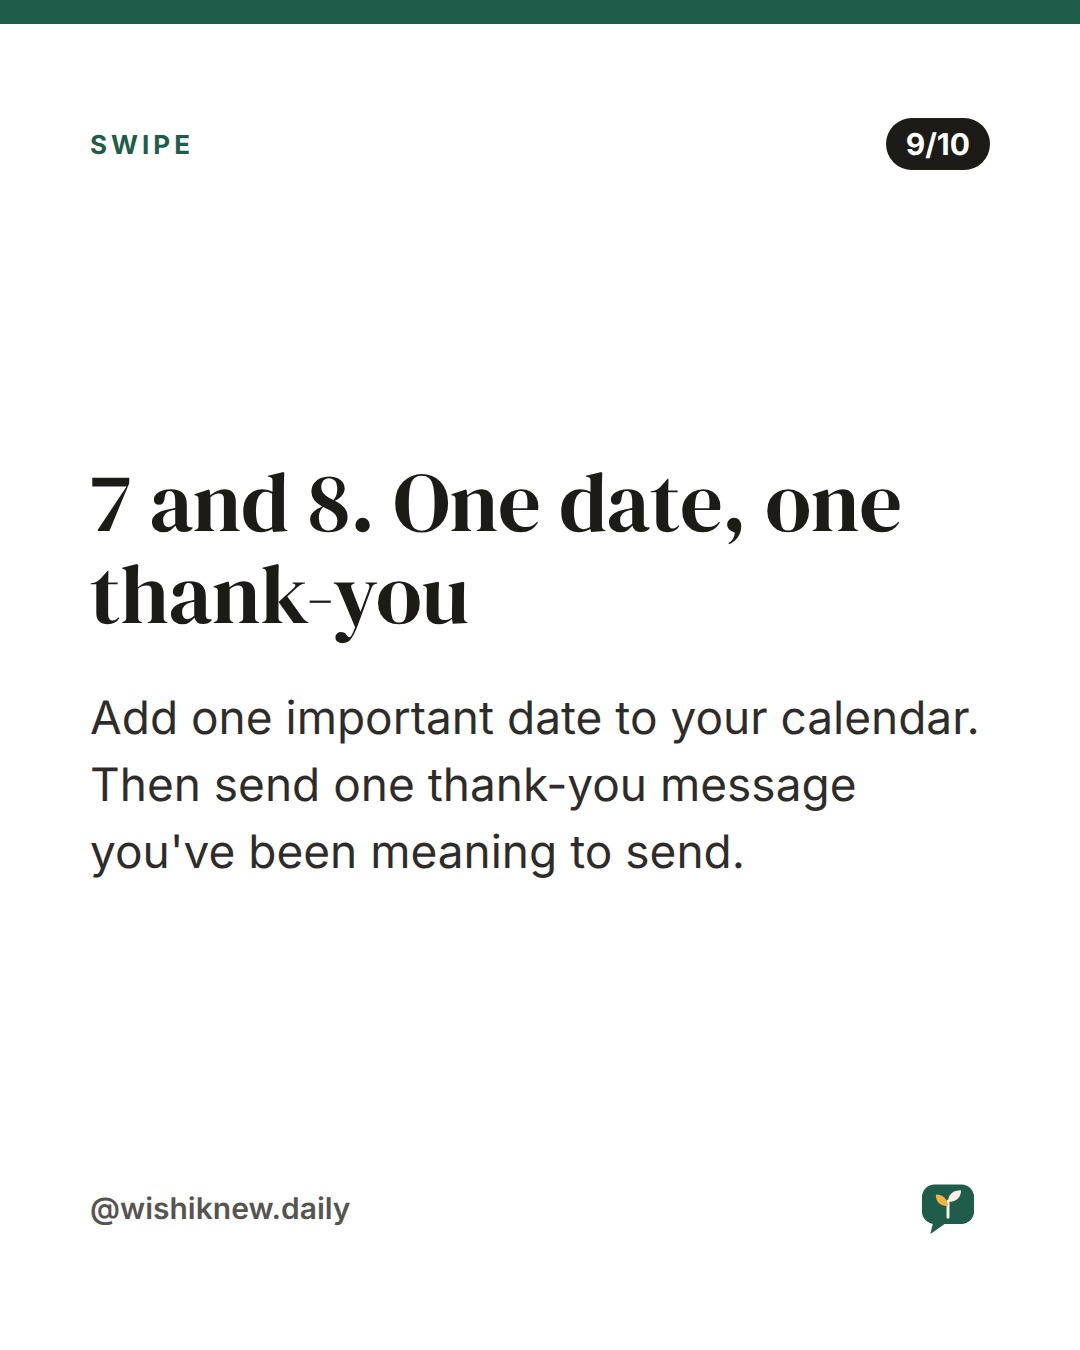 SWIPE
9/10
7 and 8. One date, one
thank-you
Add one important date to your calendar.
Then send one thank-you message
you've been meaning to send.
@wishiknew.daily